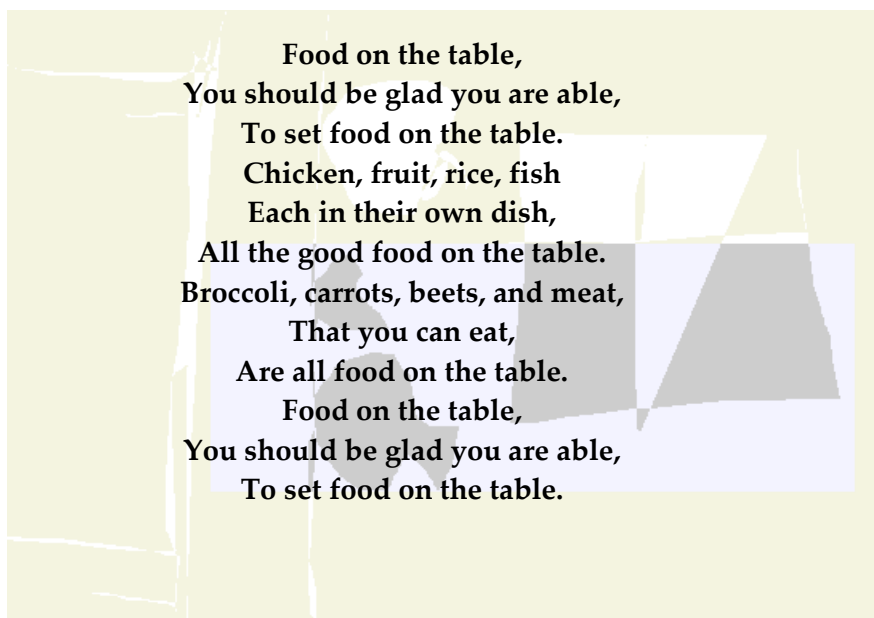 Food on the table,
You should be glad you are able,
To set food on the table.
Chicken, fruit, rice, fish
Each in their own dish,
All the good food on the table.
Broccoli, carrots, beets, and meat,
That you can eat,
Are all food on the table.
Food on the table,
You should be glad you are able,
To set food on the table.